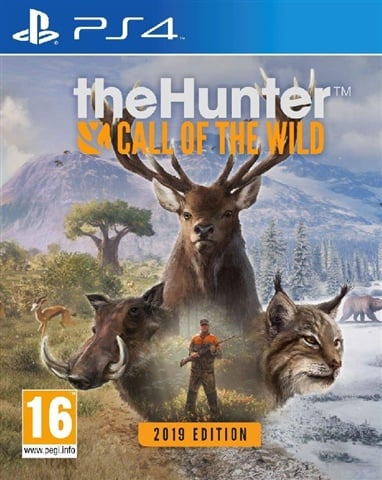 PS4
theHunter™
CALL OF THE WILD
2019 EDITION
16
www.pegi.info